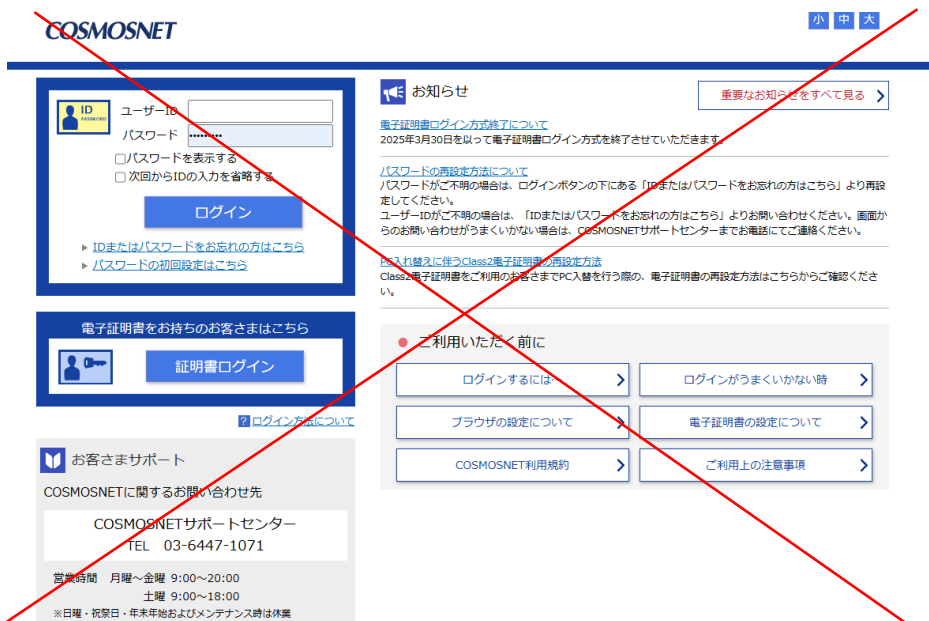 COSMOSNET
小 中 大
ID
PASSWORD
ユーザーID
パスワード
パスワードを表示する
次回からIDの入力を省略する
ログイン
IDまたはパスワードをお忘れの方はこちら
パスワードの初回設定はこちら
電子証明書をお持ちのお客さまはこちら
証明書ログイン
? ログイン方法について
お客さまサポート
COSMOSNETに関するお問い合わせ先
COSMOSNETサポートセンター
TEL 03-6447-1071
営業時間 月曜~金曜 9:00~20:00
土曜 9:00~18:00
※日曜・祝祭日・年末年始およびメンテナンス時は休業
お知らせ
重要なお知らせをすべて見る
電子証明書ログイン方式終了について
2025年3月30日を以って電子証明書ログイン方式を終了させていただきます。
パスワードの再設定方法について
パスワードがご不明の場合は、ログインボタンの下にある「IDまたはパスワードをお忘れの方はこちら」より再設
定してください。
ユーザーIDがご不明の場合は、「IDまたはパスワードをお忘れの方はこちら」よりお問い合わせください。画面か
らのお問い合わせがうまくいかない場合は、COSMOSNETサポートセンターまでお電話にてご連絡ください。
PC入れ替えに伴うClass2電子証明書の再設定方法
Class2電子証明書をご利用のお客さまでPC入替を行う際の、電子証明書の再設定方法はこちらからご確認くださ
い。
ご利用いただく前に
ログインするには…
ログインがうまくいかない時
ブラウザの設定について
電子証明書の設定について
COSMOSNET利用規約
ご利用上の注意事項